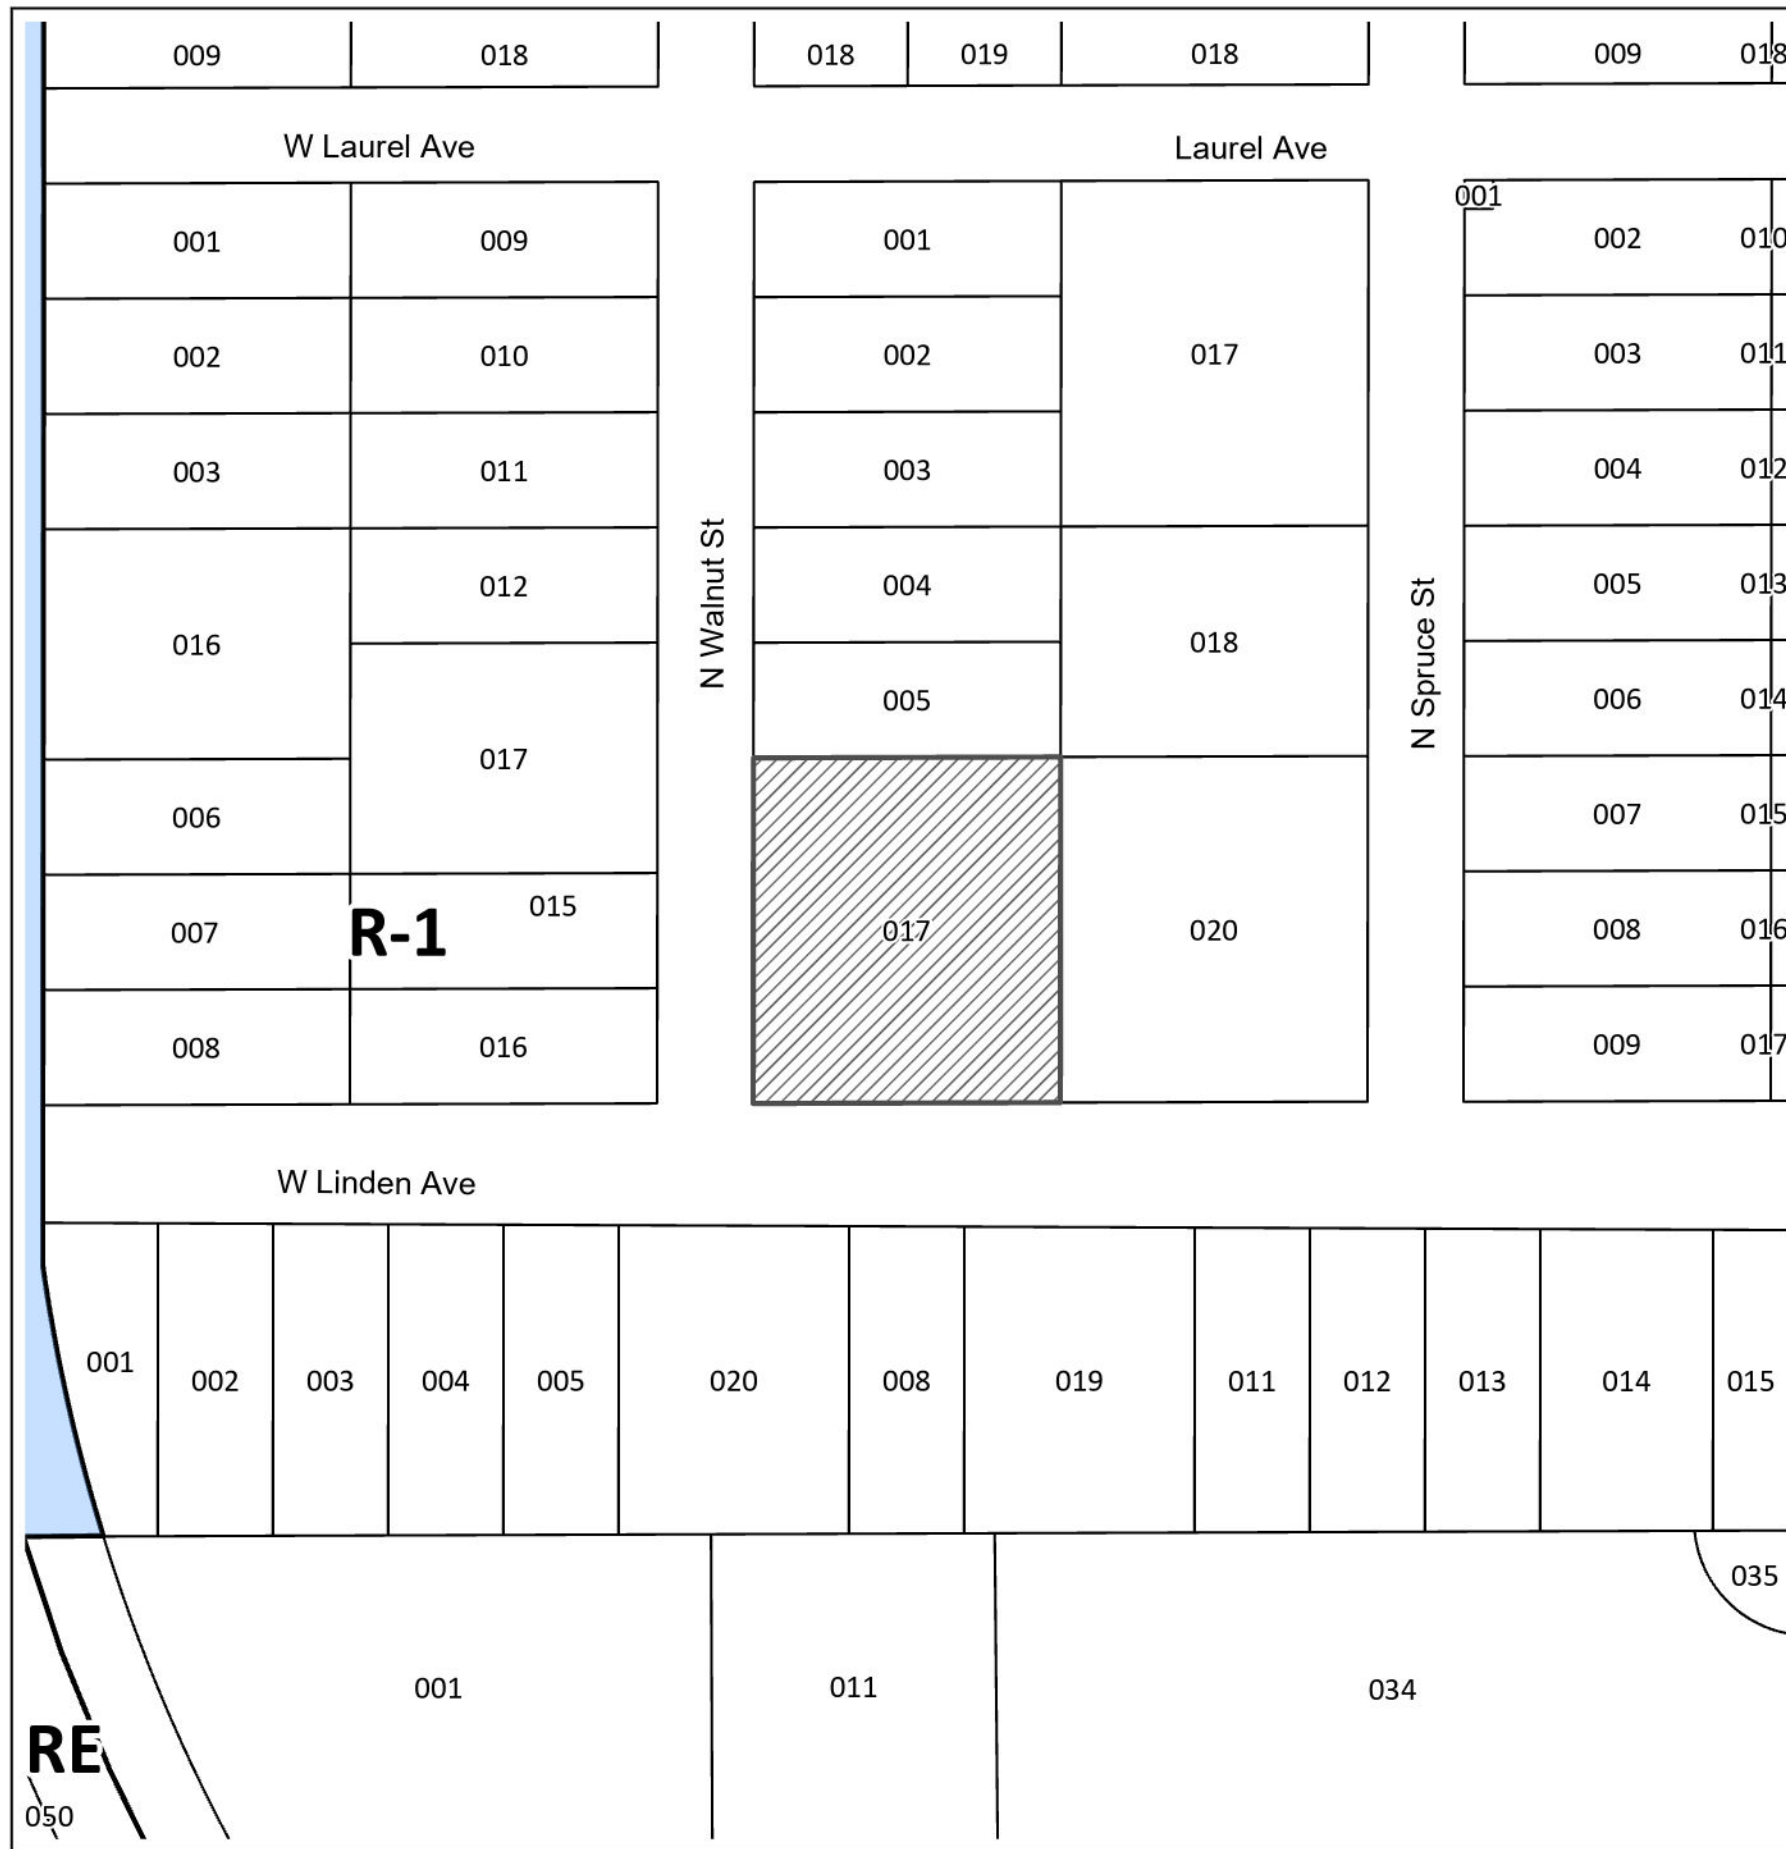 009 018 018 019 018 009 018
W Laurel Ave Laurel Ave
001
001 009 001 002 010
002 010 002 017 003 011
003 011 003 004 012
012 004 005 013
016 018
N Walnut St
N Spruce St
005 006 014
017
006 007 015
015
007 R-1 017 020 008 016
008 016 009 017
W Linden Ave
001 002 003 004 005 020 008 019 011 012 013 014 015
035
001 011 034
RE
050